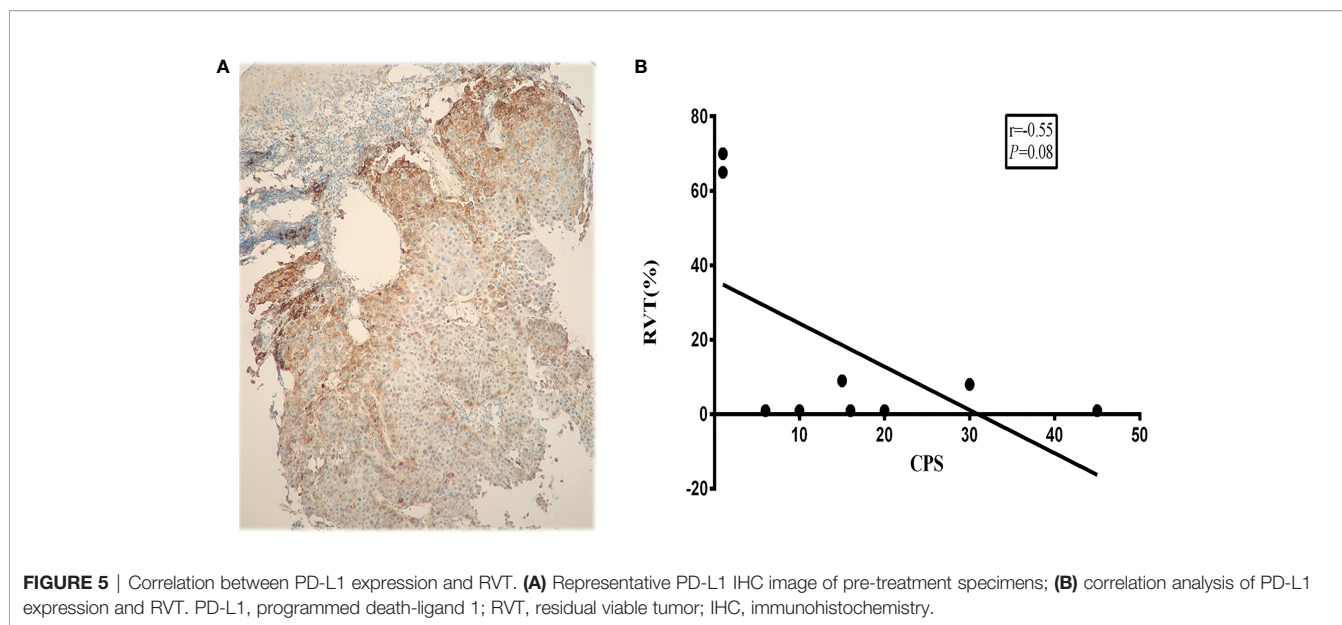 A
B
80
60
40
20
0
-20
10
20
30
40
50
RVT(%)
CPS
r=-0.55
P=0.08
FIGURE 5 | Correlation between PD-L1 expression and RVT. (A) Representative PD-L1 IHC image of pre-treatment specimens; (B) correlation analysis of PD-L1
expression and RVT. PD-L1, programmed death-ligand 1; RVT, residual viable tumor; IHC, immunohistochemistry.